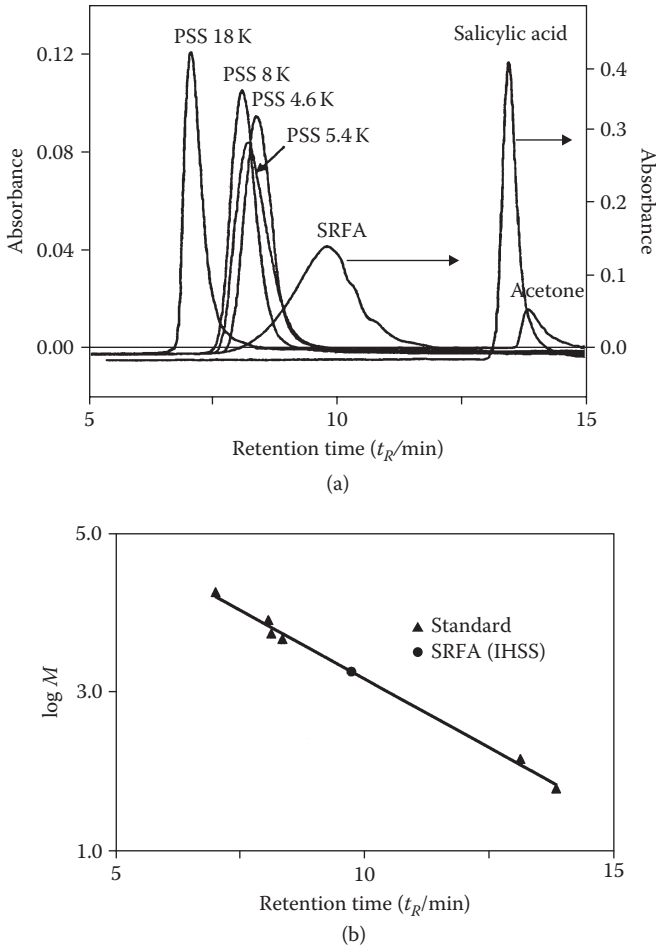 PSS 18 K
Salicylic acid
0.12
0.4
PSS 8 K
PSS 4.6 K
PSS 5.4 K
0.3
0.08
Absorbance
Absorbance
0.2
SRFA
0.04
0.1
Acetone
0.00
0.0
5
10
15
Retention time (t_R/min)
(a)
5.0
Standard
SRFA (IHSS)
log M
3.0
1.0
5
10
15
Retention time (t_R/min)
(b)